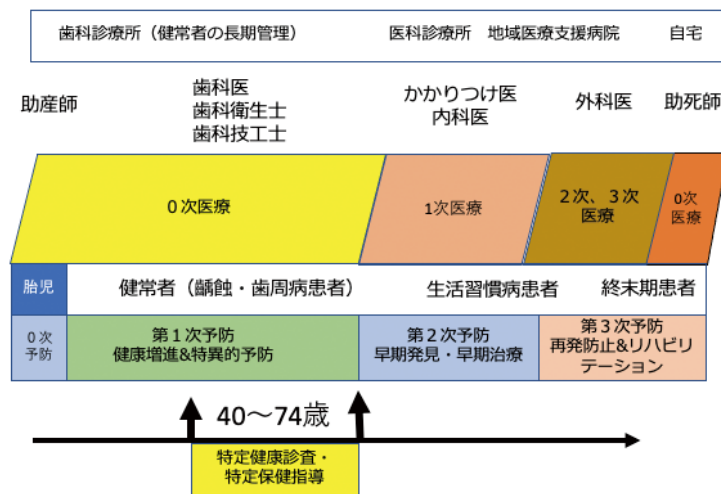 歯科診療所（健常者の長期管理）
医科診療所　地域医療支援病院
自宅
助産師
歯科医
歯科衛生士
歯科技工士
かかりつけ医
内科医
外科医
助死師
０次医療
1次医療
２次、３次
医療
０次
医療
胎児
健常者（齲蝕・歯周病患者）
生活習慣病患者
終末期患者
０次
予防
第１次予防
健康増進&特異的予防
第２次予防
早期発見・早期治療
第３次予防
再発防止&リハビリ
テーション
40〜74歳
特定健康診査・
特定保健指導